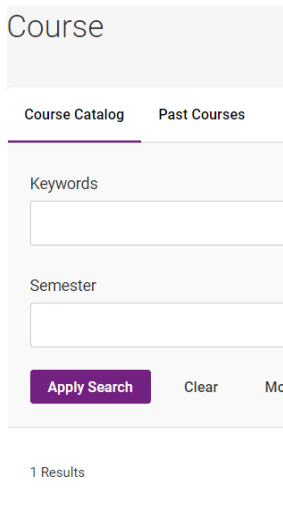 Course
Course Catalog Past Courses
Keywords
Semester
Apply Search Clear
1 Results